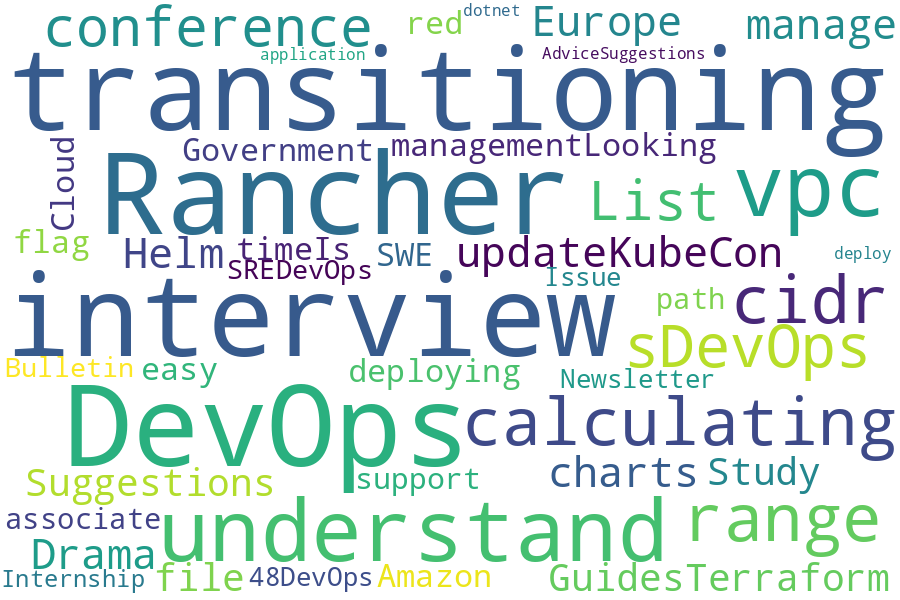 conference red dotnet Europe manage
application AdviceSuggestions
transitioning
Cloud Government managementLooking
Rancher List vpc
flag Helm timeIs SWE updateKubeCon deploy
SREDevOps Issue
interview path cidr
sDevOps
Bulletin easy deploying Newsletter
DevOps calculating
Suggestions support charts Study
associate understand range
Drama
Internship file 48DevOps Amazon GuidesTerraform